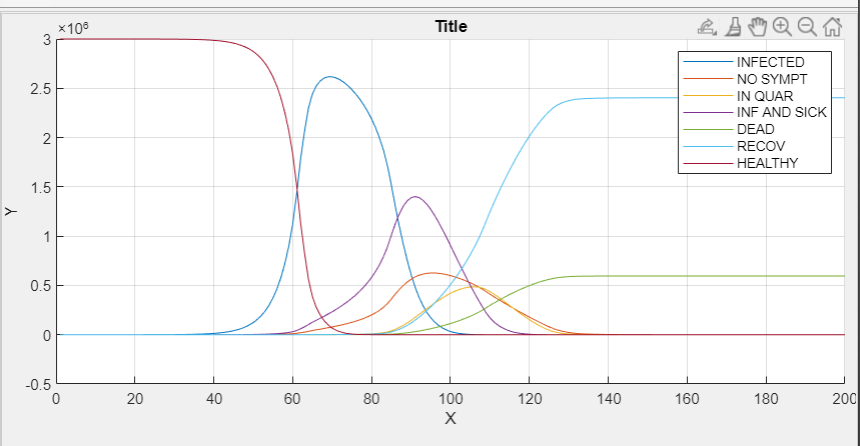 ×10⁶
Title
3
2.5
2
1.5
1
0.5
0
-0.5
Y
INFECTED
NO SYMPT
IN QUAR
INF AND SICK
DEAD
RECOV
HEALTHY
0 20 40 60 80 100 120 140 160 180 200
X